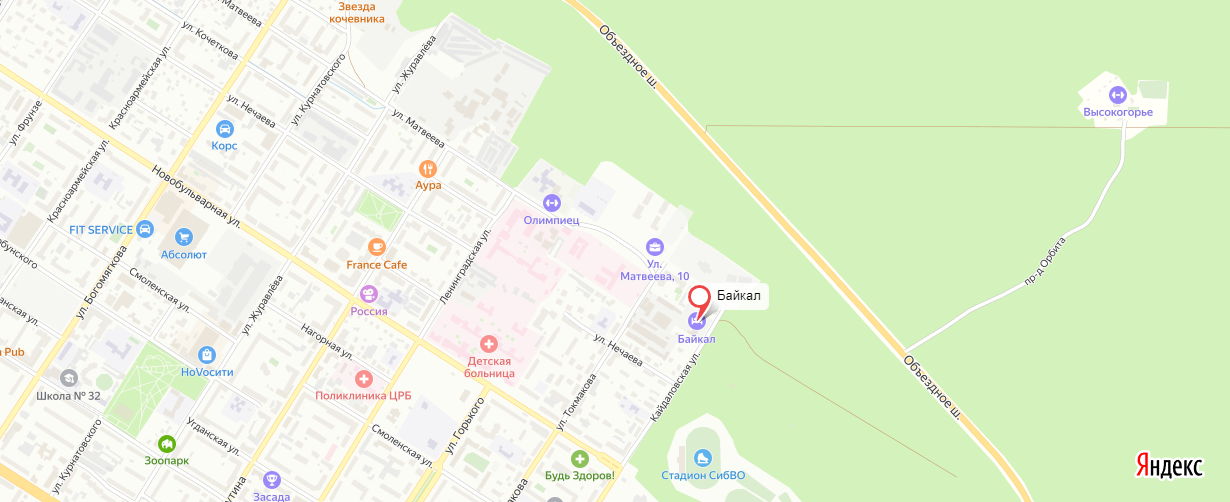 Звезда
кочевника
Матвеева
ул. Кочеткова
Красноармейская ул.
ул. Курнатовского
ул. Журавлёва
Объездное ш.
ул. Фрунзе
ул. Нечаева
ул. Матвеева
Высокогорье
Корс
Новобульварная ул.
Красноармейская ул.
Аура
Олимпиец
FIT SERVICE
Абсолют
France Cafe
Ленинградская ул.
Ул.
Матвеева, 10
пр-д Орбита
ул. Богомягкова
Смоленская ул.
ул. Журавлёва
Россия
Байкал
Байкал
Нагорная ул.
ул. Нечаева
НоVоcити
Pub
Детская
больница
Объездное ш.
Школа № 32
Поликлиника ЦРБ
ул. Токмакова
Кайдаловская ул.
ул. Горького
Угданская ул.
Смоленская ул.
ул. Курнатовского
Зоопарк
Будь Здоров!
Стадион СибВО
Яндекс
Засада